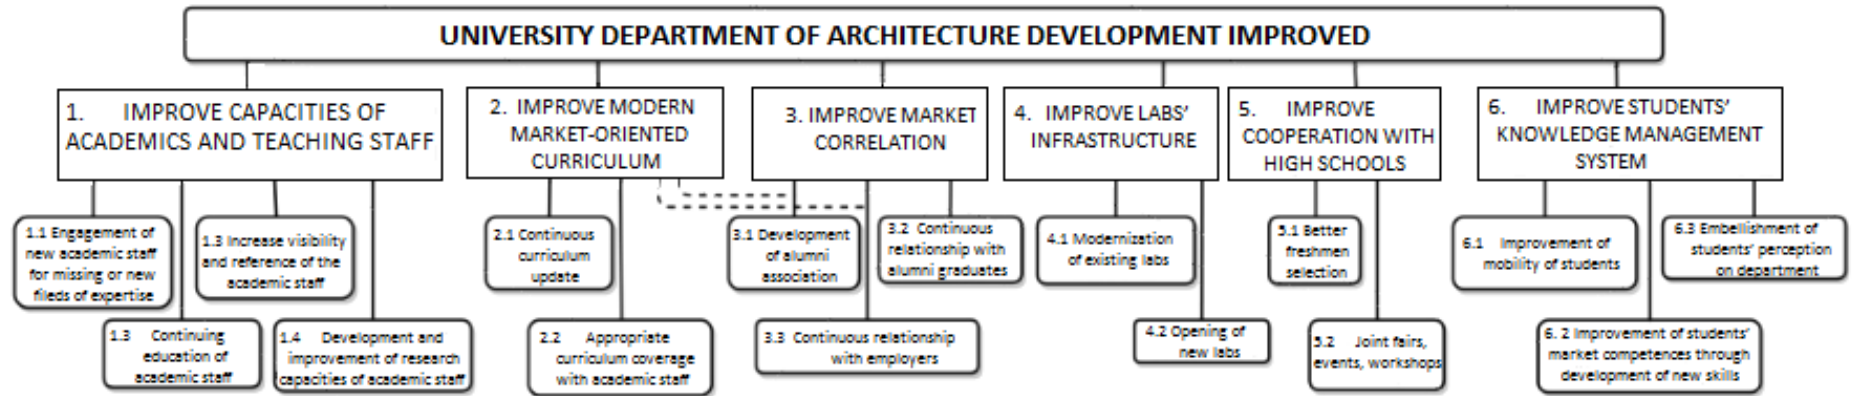 UNIVERSITY DEPARTMENT OF ARCHITECTURE DEVELOPMENT IMPROVED
1. IMPROVE CAPACITIES OF
ACADEMICS AND TEACHING STAFF
2. IMPROVE MODERN
MARKET-ORIENTED
CURRICULUM
3. IMPROVE MARKET
CORRELATION
4. IMPROVE LABS'
INFRASTRUCTURE
5. IMPROVE
COOPERATION WITH
HIGH SCHOOLS
6. IMPROVE STUDENTS'
KNOWLEDGE MANAGEMENT
SYSTEM
1.1 Engagement of
new academic staff
for missing or new
fileds of expertise
1.3 Increase visibility
and reference of the
academic staff
2.1 Continuous
curriculum
update
3.1 Development
of alumni
association
3.2 Continuous
relationship with
alumni graduates
4.1 Modernization
of existing labs
5.1 Better
freshmen
selection
6.1 Improvement of
mobility of students
6.3 Embellishment of
students' perception
on department
1.3 Continuing
education of
academic staff
1.4 Development and
improvement of research
capacities of academic staff
2.2 Appropriate
curriculum coverage
with academic staff
3.3 Continuous relationship
with employers
4.2 Opening of
new labs
5.2 Joint fairs,
events, workshops
6. 2 Improvement of students'
market competences through
development of new skills